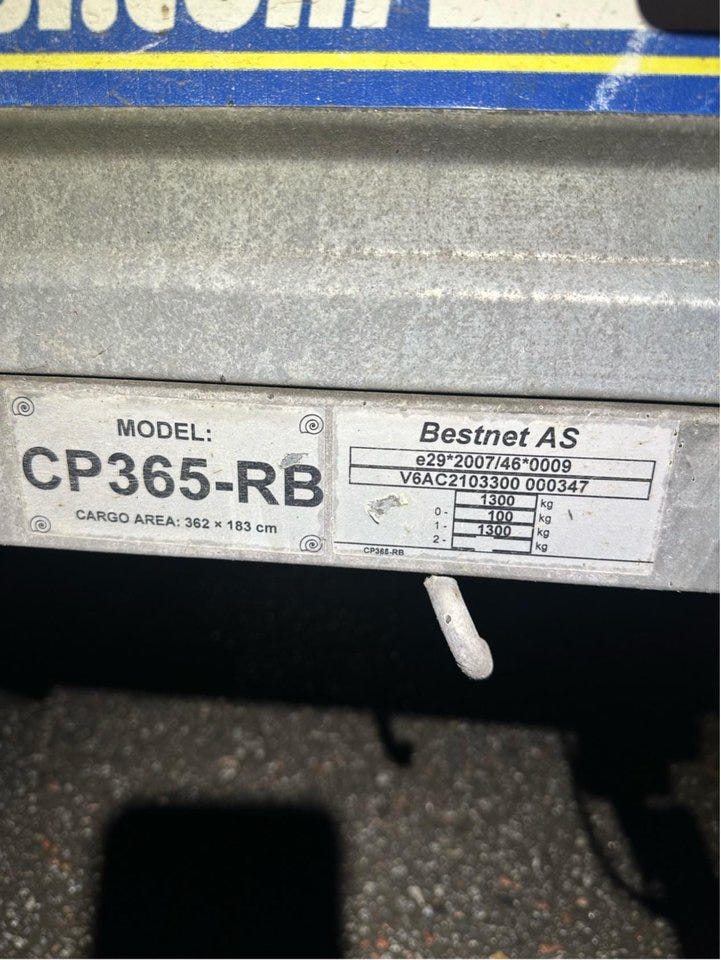 MODEL:
CP365-RB
CARGO AREA: 362 × 183 cm
Bestnet AS
e29*2007/46*0009
V6AC2103300 000347
1300 kg
0- 100 kg
1- 1300 kg
2- kg
CP365-RB